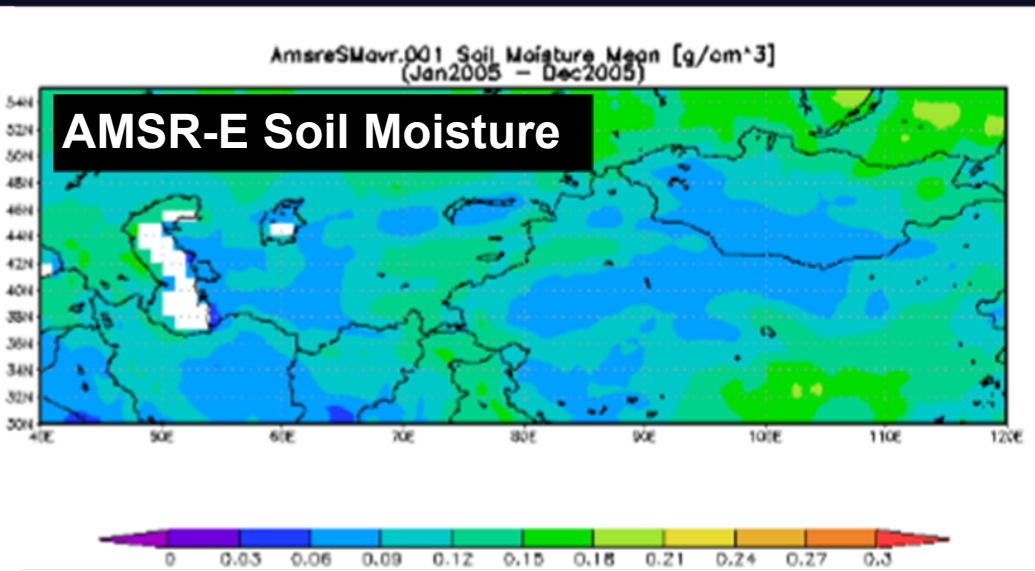 AmsreSMavr.001 Soil Moisture Mean [g/cm^3]
(Jan2005 – Dec2005)
AMSR-E Soil Moisture
54N
52N
50N
48N
46N
44N
42N
40N
38N
36N
34N
32N
30N
40E 50E 60E 70E 80E 90E 100E 110E 120E
0 0.03 0.06 0.09 0.12 0.15 0.18 0.21 0.24 0.27 0.3